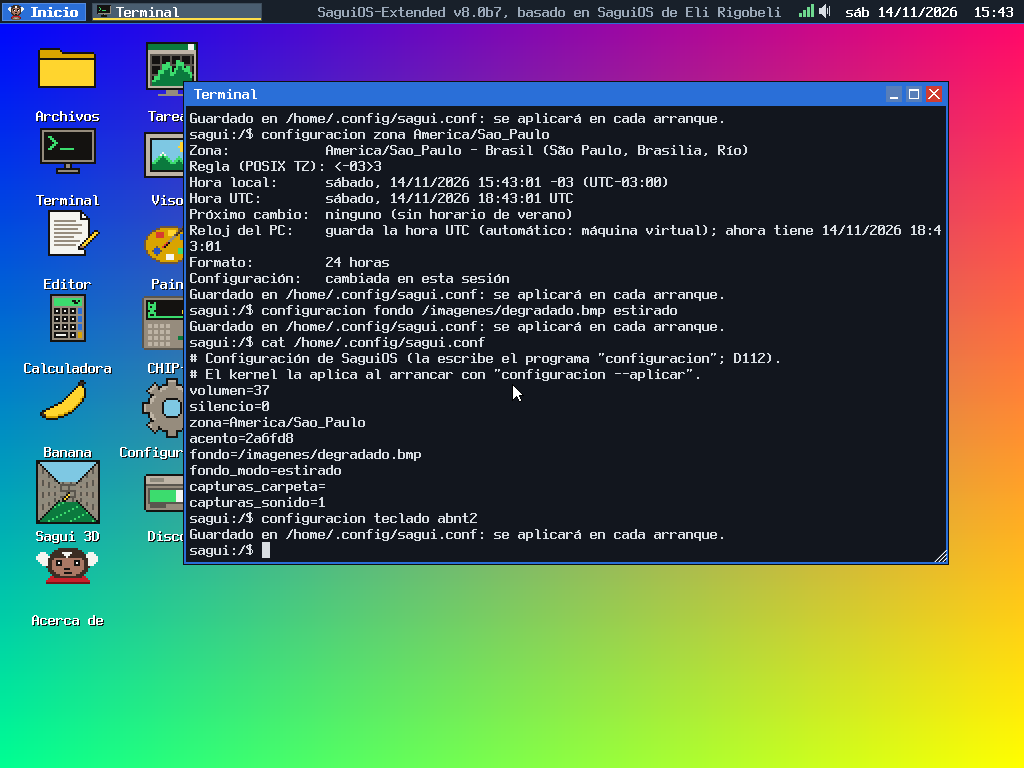 Inicio
Terminal
SaguiOS-Extended v8.0b7, basado en SaguiOS de Eli Rigobeli
sáb 14/11/2026 15:43
Archivos
Tarea
Terminal
Viso
Editor
Pain
Calculadora
CHIP-
Banana
Configur
Sagui 3D
Disco
Acerca de
Terminal
Guardado en /home/.config/sagui.conf: se aplicará en cada arranque.
sagui:/$ configuracion zona America/Sao_Paulo
Zona: America/Sao_Paulo - Brasil (São Paulo, Brasilia, Río)
Regla (POSIX TZ): <-03>3
Hora local: sábado, 14/11/2026 15:43:01 -03 (UTC-03:00)
Hora UTC: sábado, 14/11/2026 18:43:01 UTC
Próximo cambio: ninguno (sin horario de verano)
Reloj del PC: guarda la hora UTC (automático: máquina virtual); ahora tiene 14/11/2026 18:4
3:01
Formato: 24 horas
Configuración: cambiada en esta sesión
Guardado en /home/.config/sagui.conf: se aplicará en cada arranque.
sagui:/$ configuracion fondo /imagenes/degradado.bmp estirado
Guardado en /home/.config/sagui.conf: se aplicará en cada arranque.
sagui:/$ cat /home/.config/sagui.conf
# Configuración de SaguiOS (la escribe el programa "configuracion"; D112).
# El kernel la aplica al arrancar con "configuracion --aplicar".
volumen=37
silencio=0
zona=America/Sao_Paulo
acento=2a6fd8
fondo=/imagenes/degradado.bmp
fondo_modo=estirado
capturas_carpeta=
capturas_sonido=1
sagui:/$ configuracion teclado abnt2
Guardado en /home/.config/sagui.conf: se aplicará en cada arranque.
sagui:/$